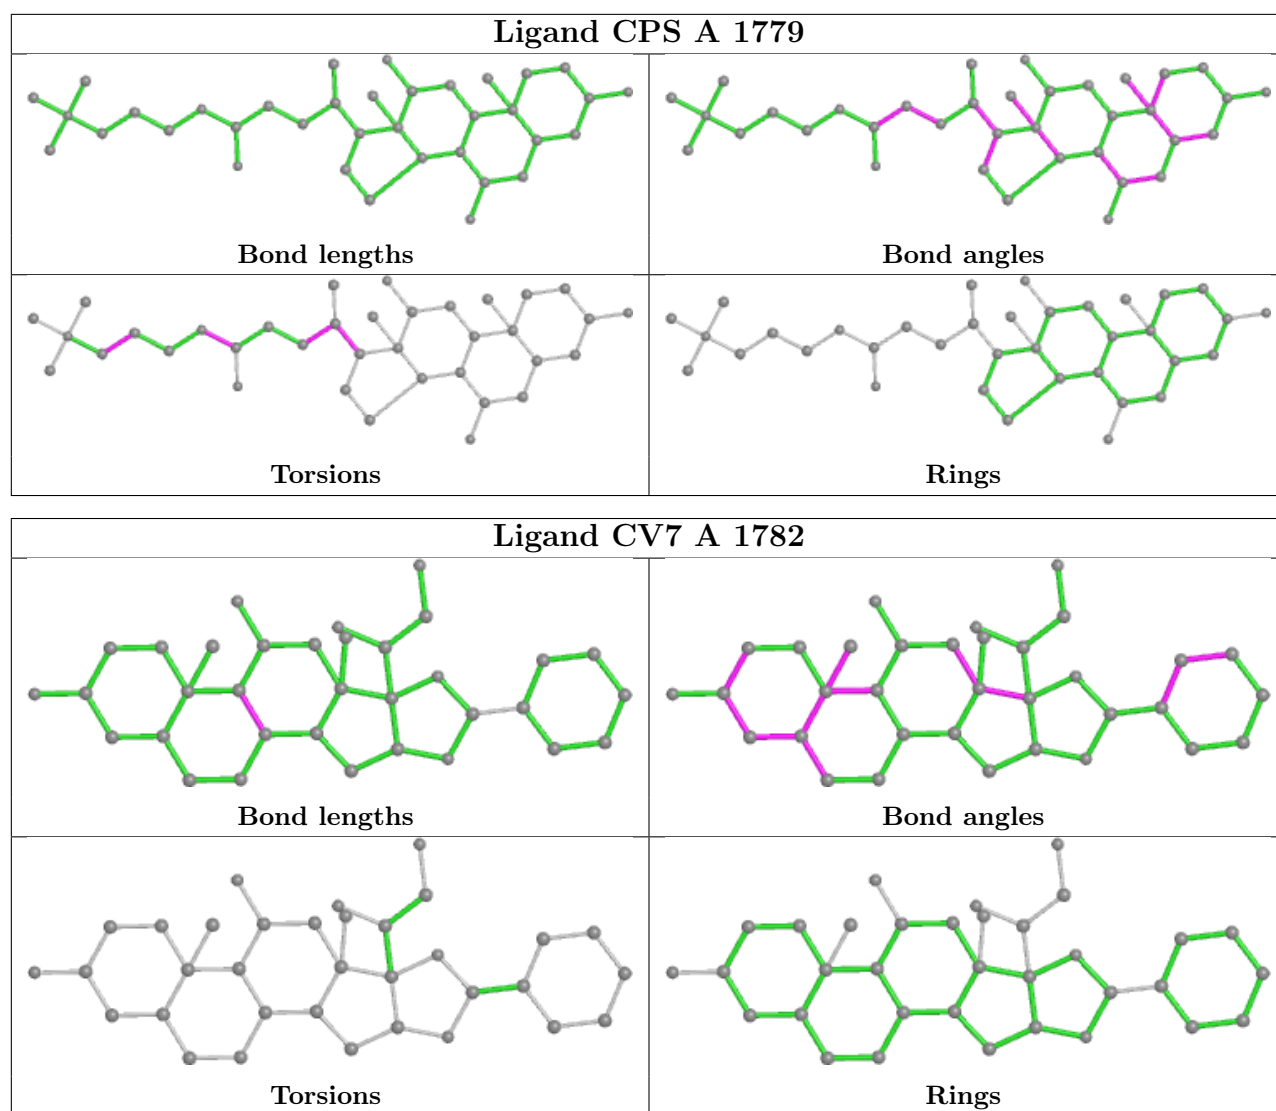 Ligand CPS A 1779
Bond lengths
Bond angles
Torsions
Rings
Ligand CV7 A 1782
Bond lengths
Bond angles
Torsions
Rings